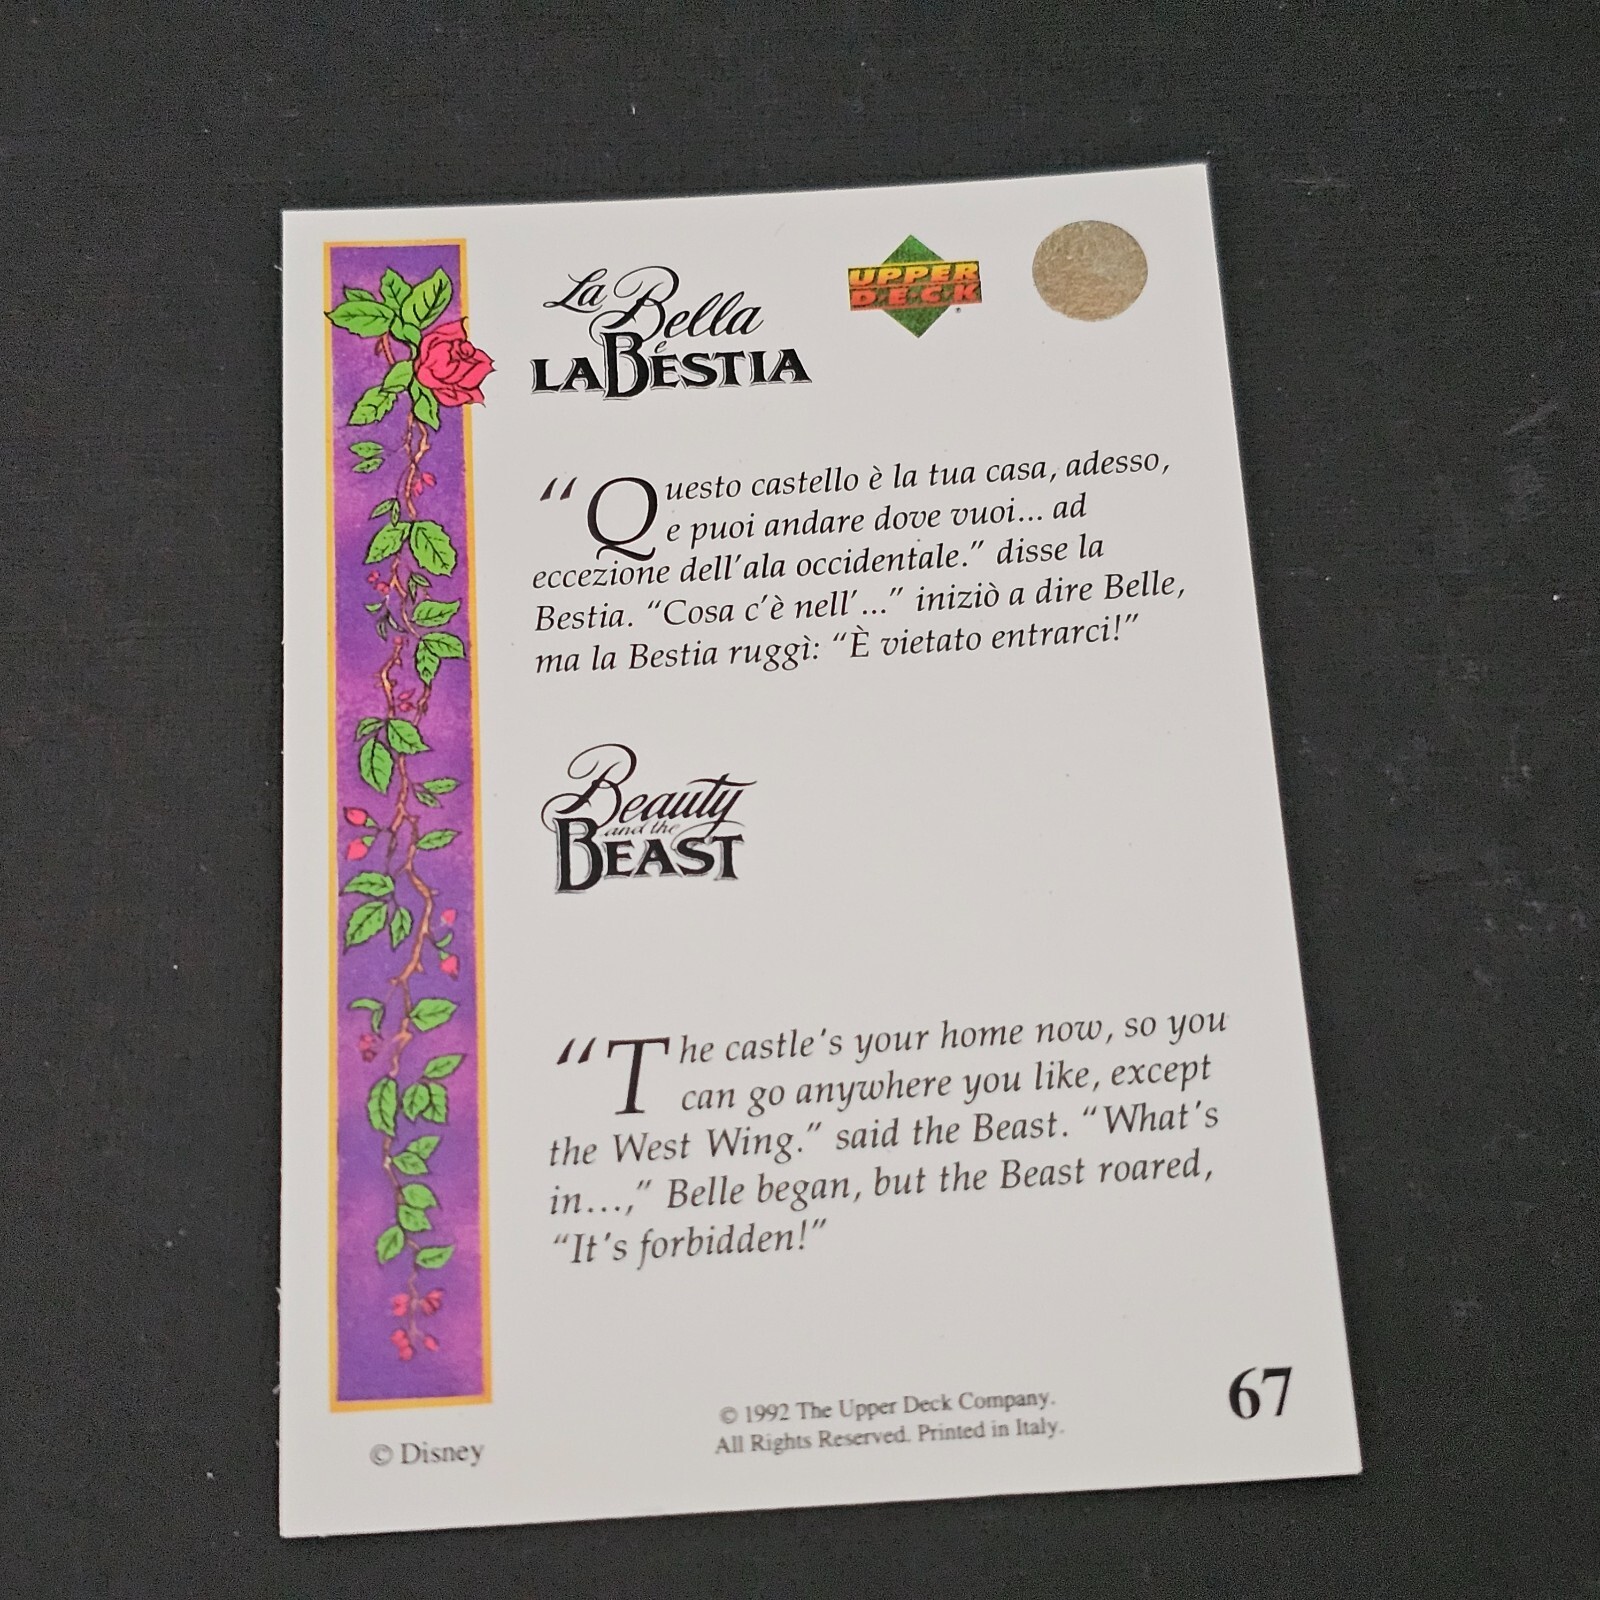 La Bella
e
LA BESTIA
UPPER
DECK
“Questo castello è la tua casa, adesso,
e puoi andare dove vuoi... ad
eccezione dell'ala occidentale.” disse la
Bestia. “Cosa c'è nell'...” iniziò a dire Belle,
ma la Bestia ruggì: “È vietato entrarci!”
Beauty
and the
BEAST
“The castle's your home now, so you
can go anywhere you like, except
the West Wing.” said the Beast. “What's
in...,” Belle began, but the Beast roared,
“It's forbidden!”
© Disney
© 1992 The Upper Deck Company.
All Rights Reserved. Printed in Italy.
67